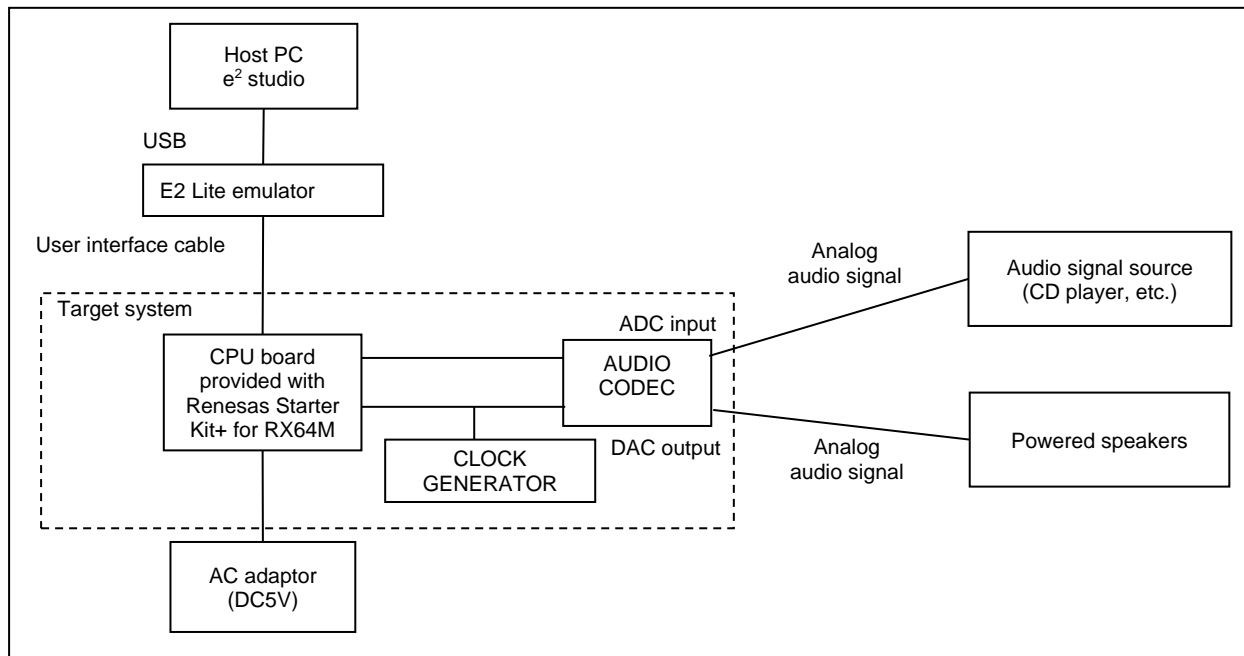 Host PC
e² studio
USB
E2 Lite emulator
User interface cable
Target system
CPU board
provided with
Renesas Starter
Kit+ for RX64M
ADC input
AUDIO
CODEC
DAC output
CLOCK
GENERATOR
Analog
audio signal
Audio signal source
(CD player, etc.)
Analog
audio signal
Powered speakers
AC adaptor
(DC5V)